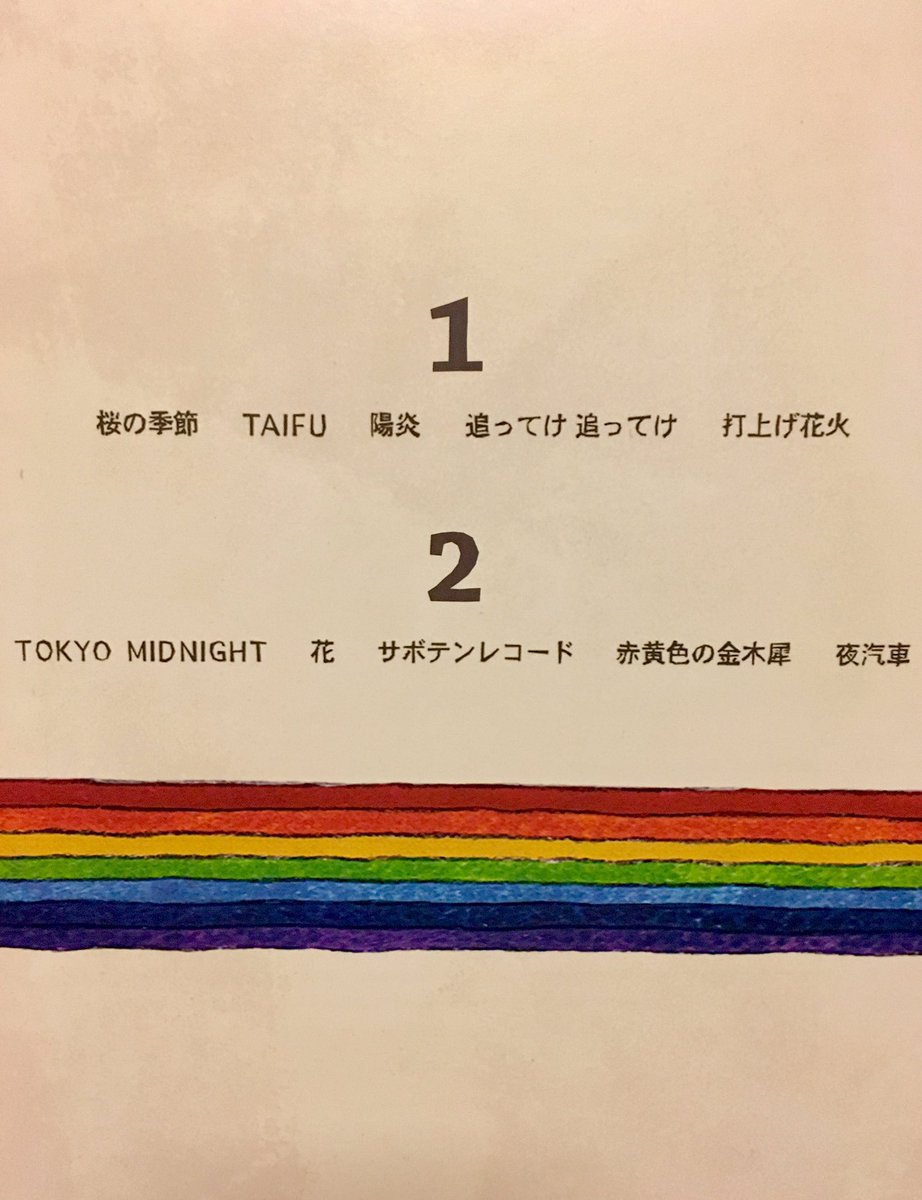 1
桜の季節 TAIFU 陽炎 追ってけ 追ってけ 打上げ花火
2
TOKYO MIDNIGHT 花 サボテンレコード 赤黄色の金木犀 夜汽車